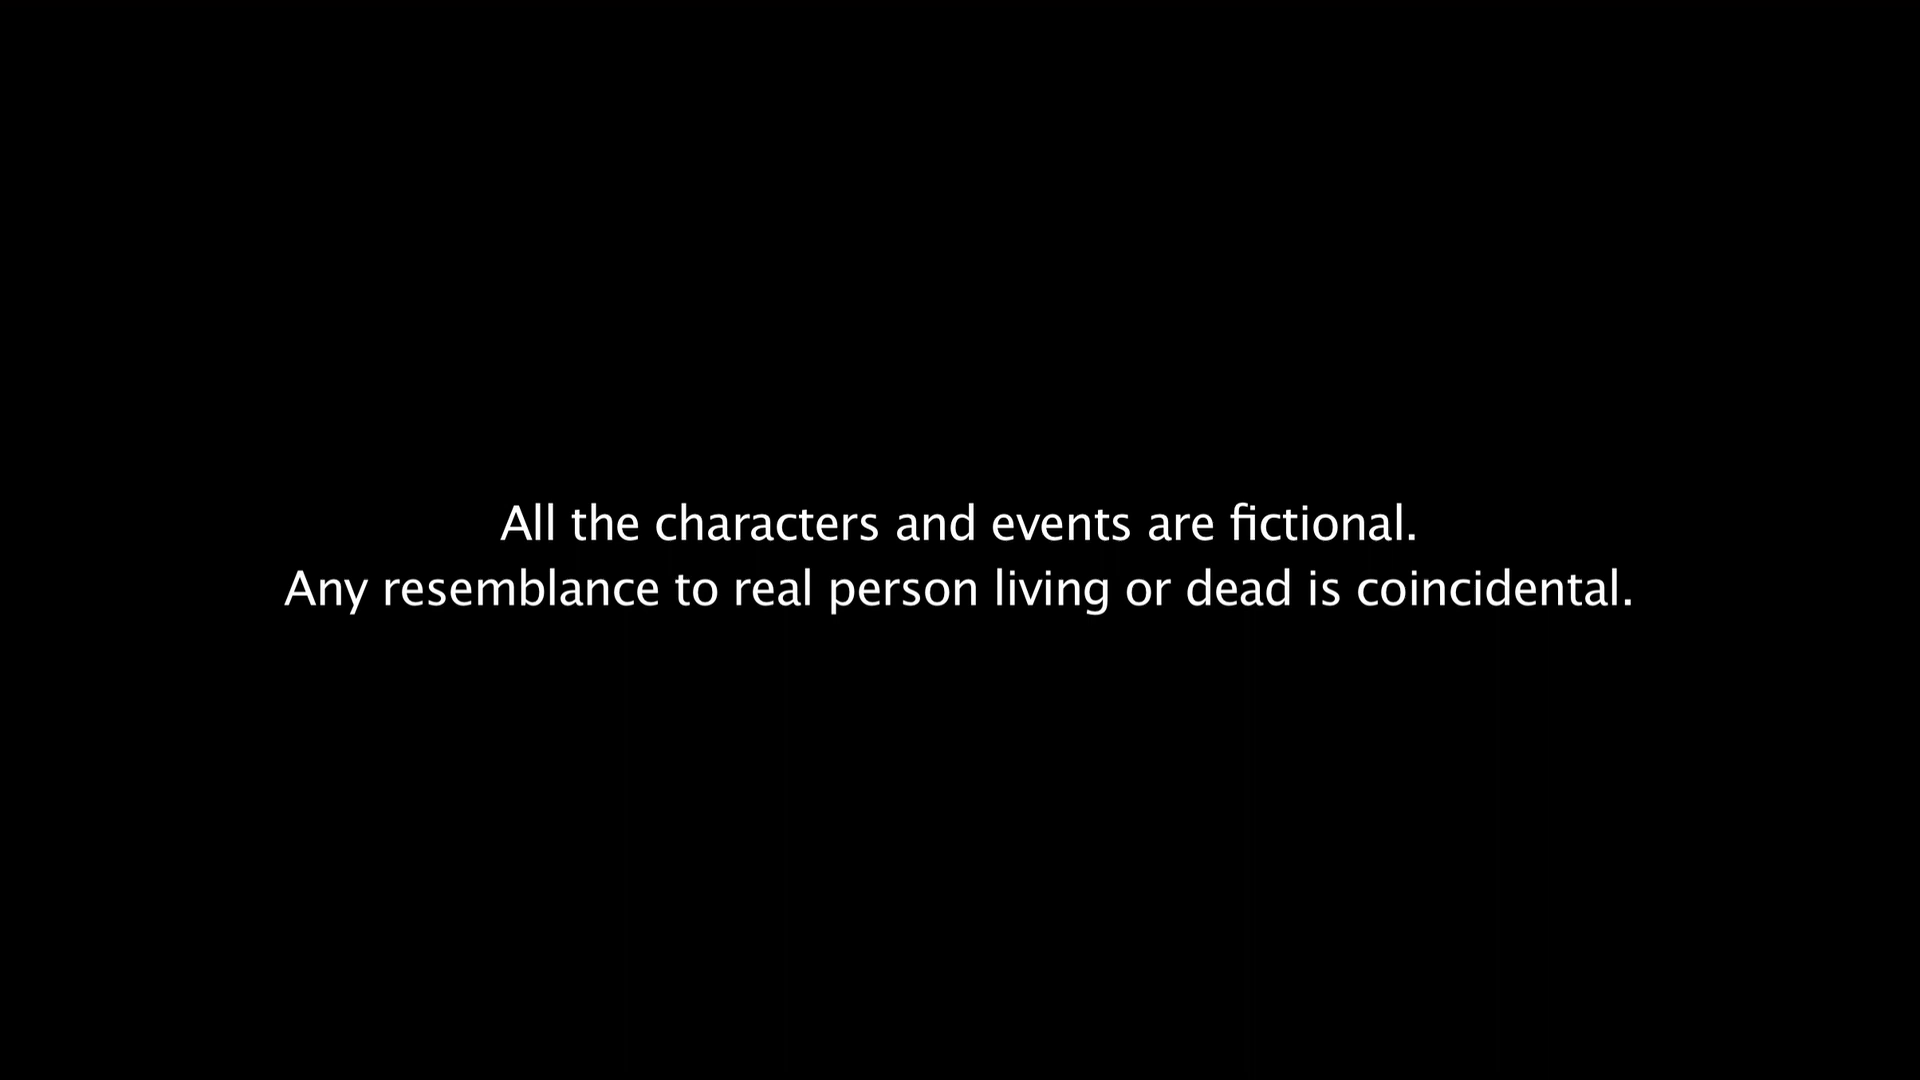 All the characters and events are fictional.
Any resemblance to real person living or dead is coincidental.